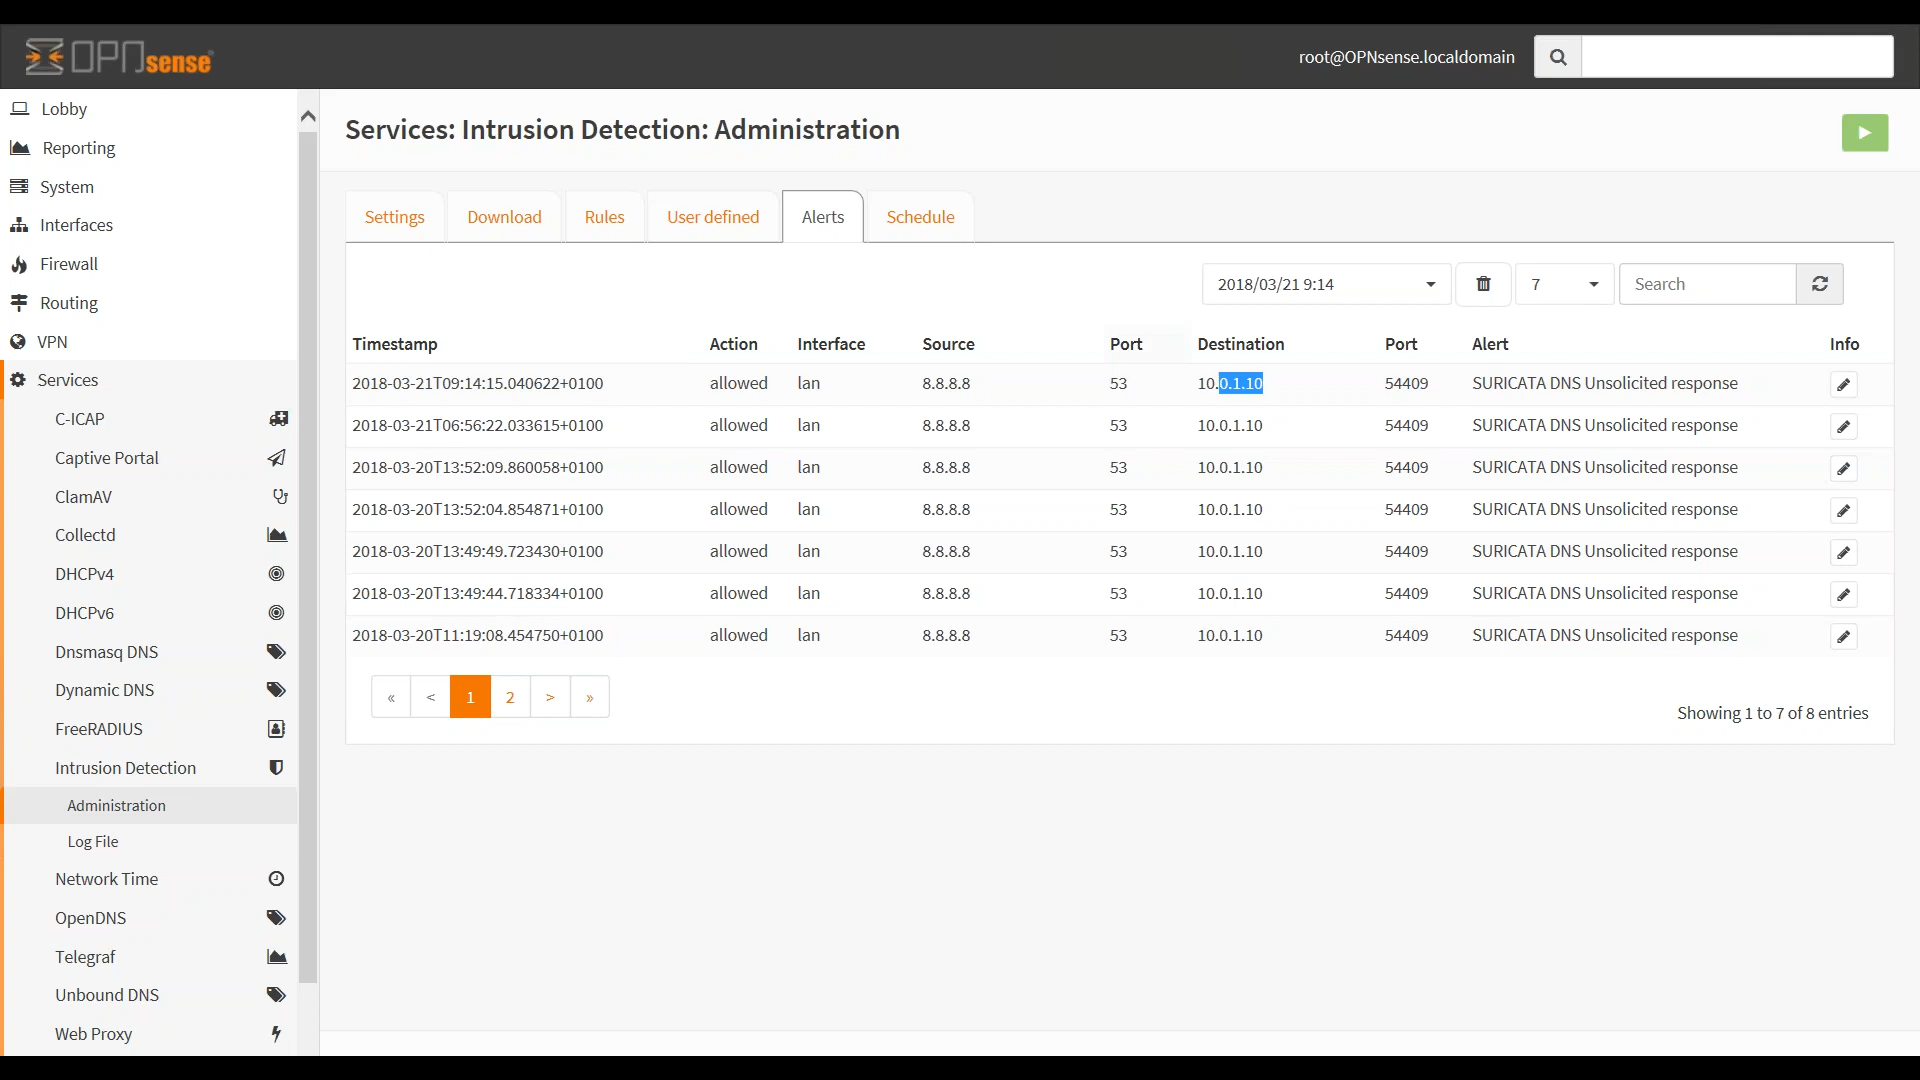 OPNsense
root@OPNsense.localdomain
Lobby
Reporting
System
Interfaces
Firewall
Routing
VPN
Services
C-ICAP
Captive Portal
ClamAV
Collectd
DHCPv4
DHCPv6
Dnsmasq DNS
Dynamic DNS
FreeRADIUS
Intrusion Detection
Administration
Log File
Network Time
OpenDNS
Telegraf
Unbound DNS
Web Proxy
Services: Intrusion Detection: Administration
Settings Download Rules User defined Alerts Schedule
2018/03/21 9:14 7 Search
Timestamp Action Interface Source Port Destination Port Alert Info
2018-03-21T09:14:15.040622+0100 allowed lan 8.8.8.8 53 10.0.1.10 54409 SURICATA DNS Unsolicited response
2018-03-21T06:56:22.033615+0100 allowed lan 8.8.8.8 53 10.0.1.10 54409 SURICATA DNS Unsolicited response
2018-03-20T13:52:09.860058+0100 allowed lan 8.8.8.8 53 10.0.1.10 54409 SURICATA DNS Unsolicited response
2018-03-20T13:52:04.854871+0100 allowed lan 8.8.8.8 53 10.0.1.10 54409 SURICATA DNS Unsolicited response
2018-03-20T13:49:49.723430+0100 allowed lan 8.8.8.8 53 10.0.1.10 54409 SURICATA DNS Unsolicited response
2018-03-20T13:49:44.718334+0100 allowed lan 8.8.8.8 53 10.0.1.10 54409 SURICATA DNS Unsolicited response
2018-03-20T11:19:08.454750+0100 allowed lan 8.8.8.8 53 10.0.1.10 54409 SURICATA DNS Unsolicited response
« < 1 2 > »
Showing 1 to 7 of 8 entries